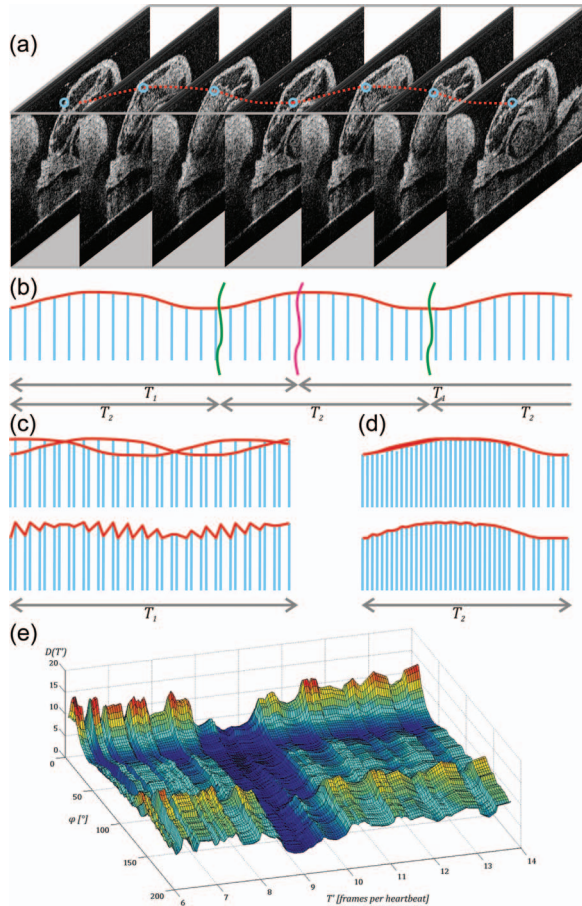 (a)
(b)
T1 T4
T2 T2 T2
(c) (d)
T1 T2
(e)
D(T')
20
15
10
5
0
0
50
100
150
200
φ [°]
6 7 8 9 10 11 12 13 14
T' [frames per heartbeat]